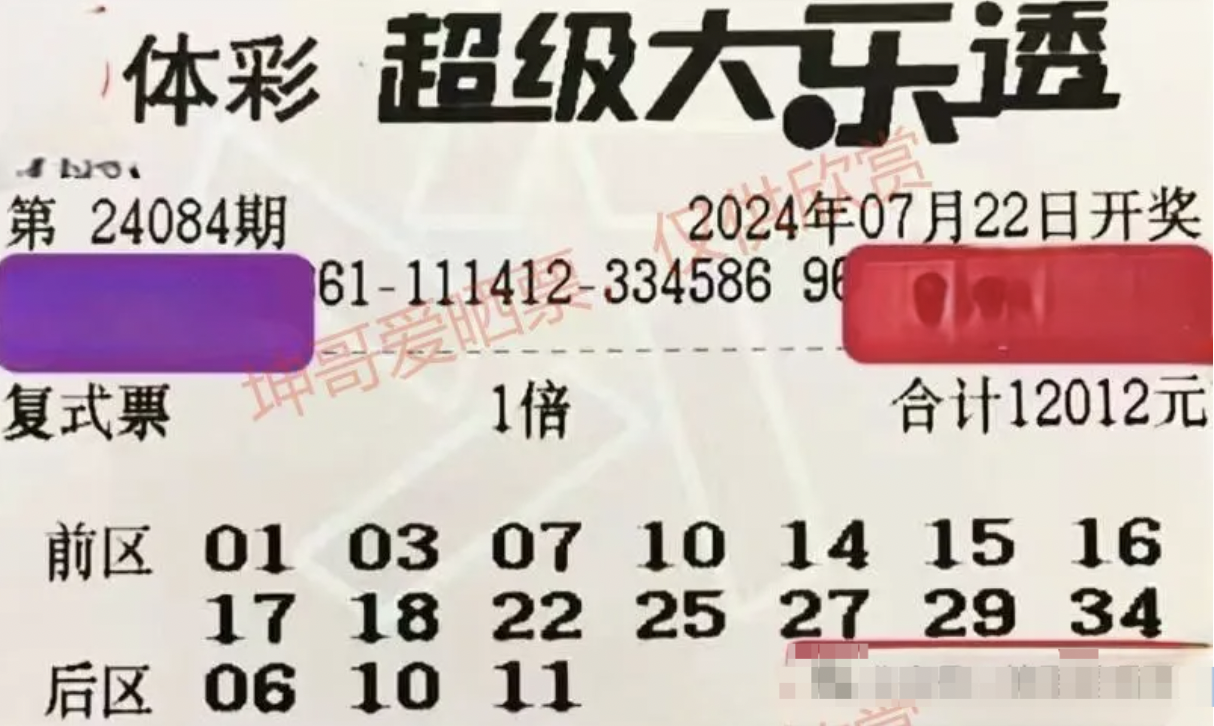 体彩 超级大乐透
第 24084期 2024年07月22日开奖
61-111412-334586 96
坤哥爱晒票,仅供欣赏
复式票 1倍 合计12012元
前区 01 03 07 10 14 15 16
17 18 22 25 27 29 34
后区 06 10 11